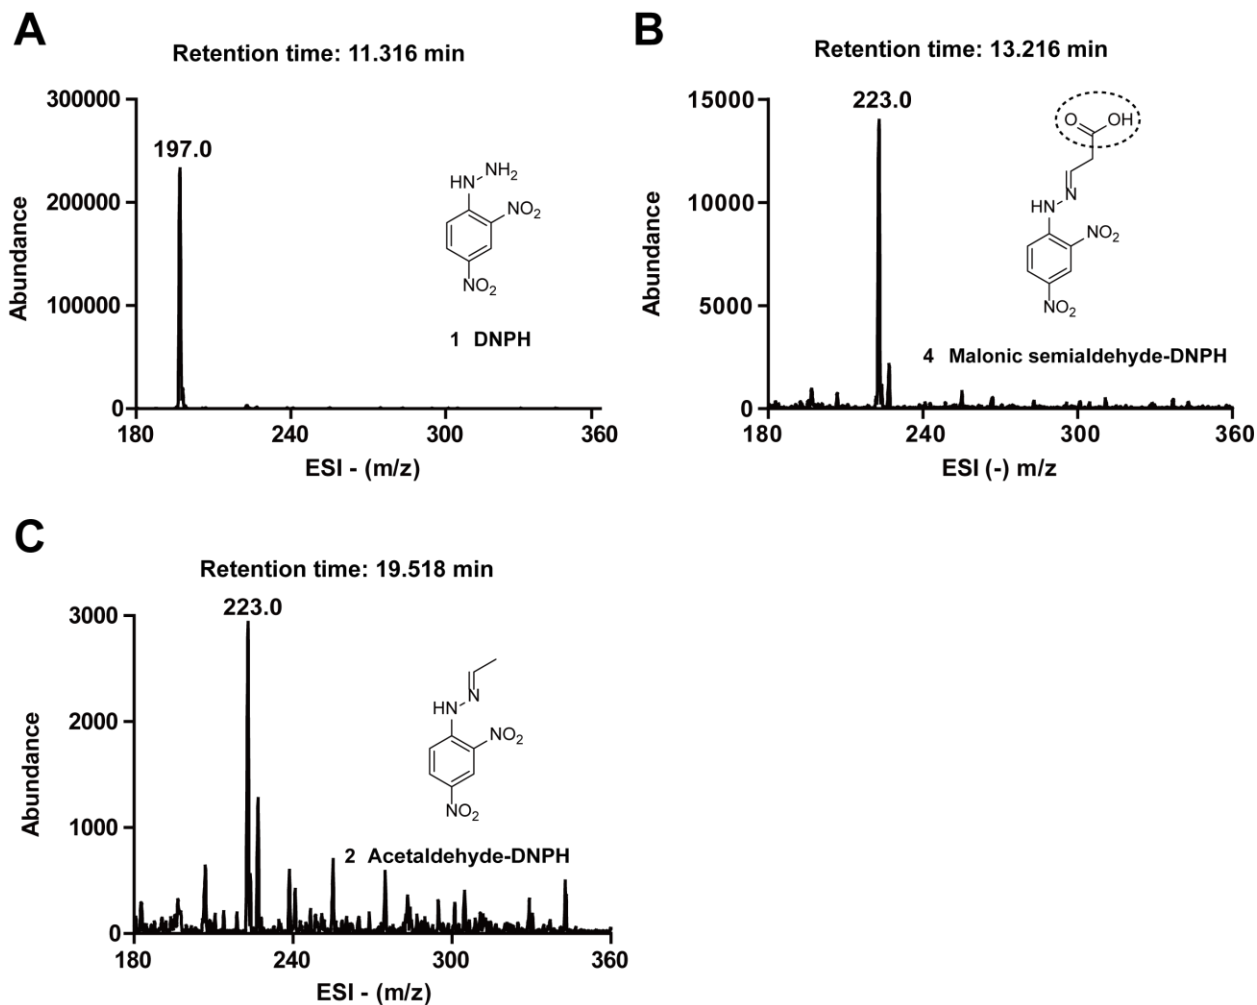 A
Retention time: 11.316 min
300000
200000
100000
0
Abundance
197.0
NH2
HN
NO2
NO2
1 DNPH
180
240
300
360
ESI - (m/z)
B
Retention time: 13.216 min
15000
10000
5000
0
Abundance
223.0
O
OH
N
HN
NO2
NO2
4 Malonic semialdehyde-DNPH
180
240
300
360
ESI (-) m/z
C
Retention time: 19.518 min
3000
2000
1000
0
Abundance
223.0
N
HN
NO2
NO2
2 Acetaldehyde-DNPH
180
240
300
360
ESI - (m/z)